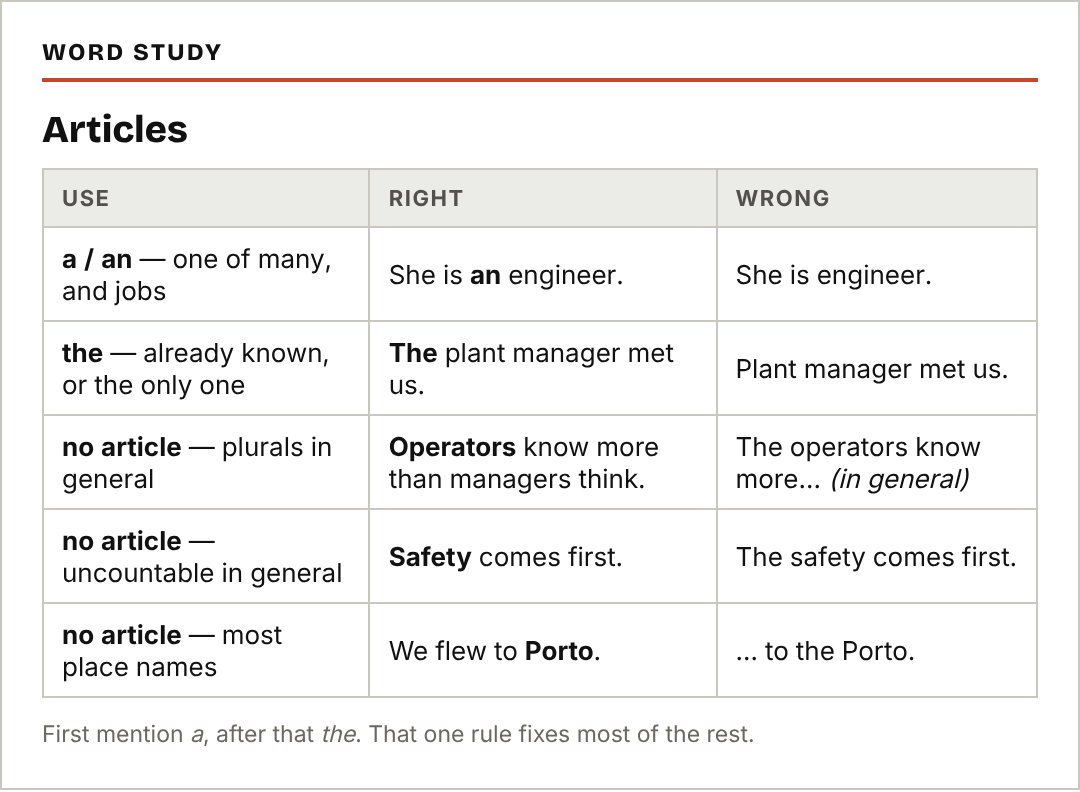 WORD STUDY
Articles
USE
RIGHT
WRONG
a / an — one of many,
and jobs
She is an engineer.
She is engineer.
the — already known,
or the only one
The plant manager met
us.
Plant manager met us.
no article — plurals in
general
Operators know more
than managers think.
The operators know
more… (in general)
no article —
uncountable in general
Safety comes first.
The safety comes first.
no article — most
place names
We flew to Porto.
… to the Porto.
First mention a, after that the. That one rule fixes most of the rest.